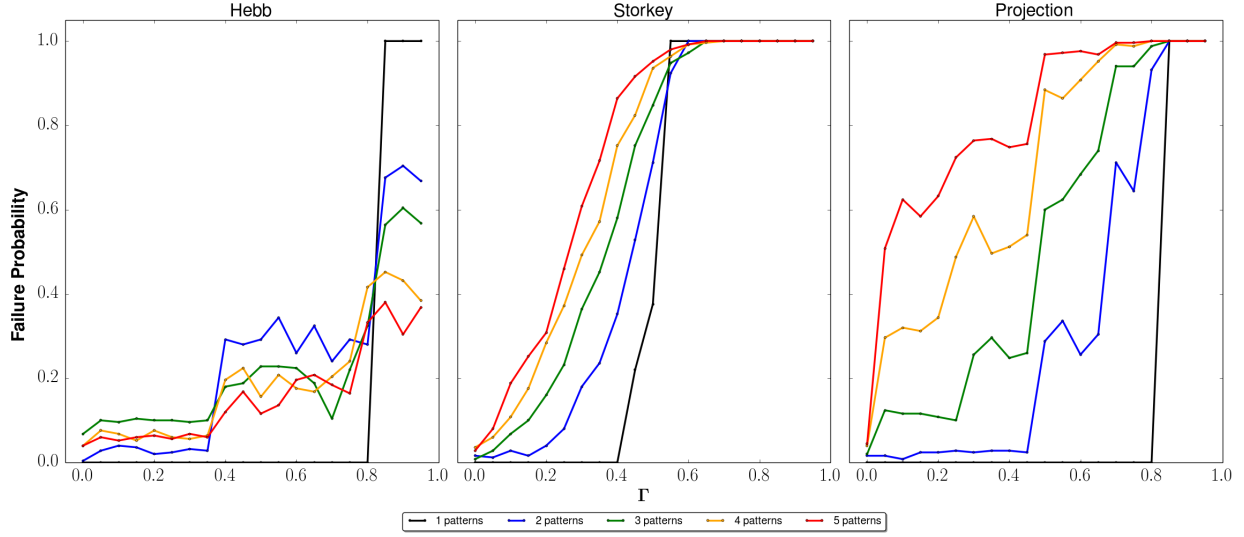 Hebb
Storkey
Projection
Failure Probability
1.0
0.8
0.6
0.4
0.2
0.0
0.0 0.2 0.4 0.6 0.8 1.0
0.0 0.2 0.4 0.6 0.8 1.0
0.0 0.2 0.4 0.6 0.8 1.0
Γ
1 patterns 2 patterns 3 patterns 4 patterns 5 patterns